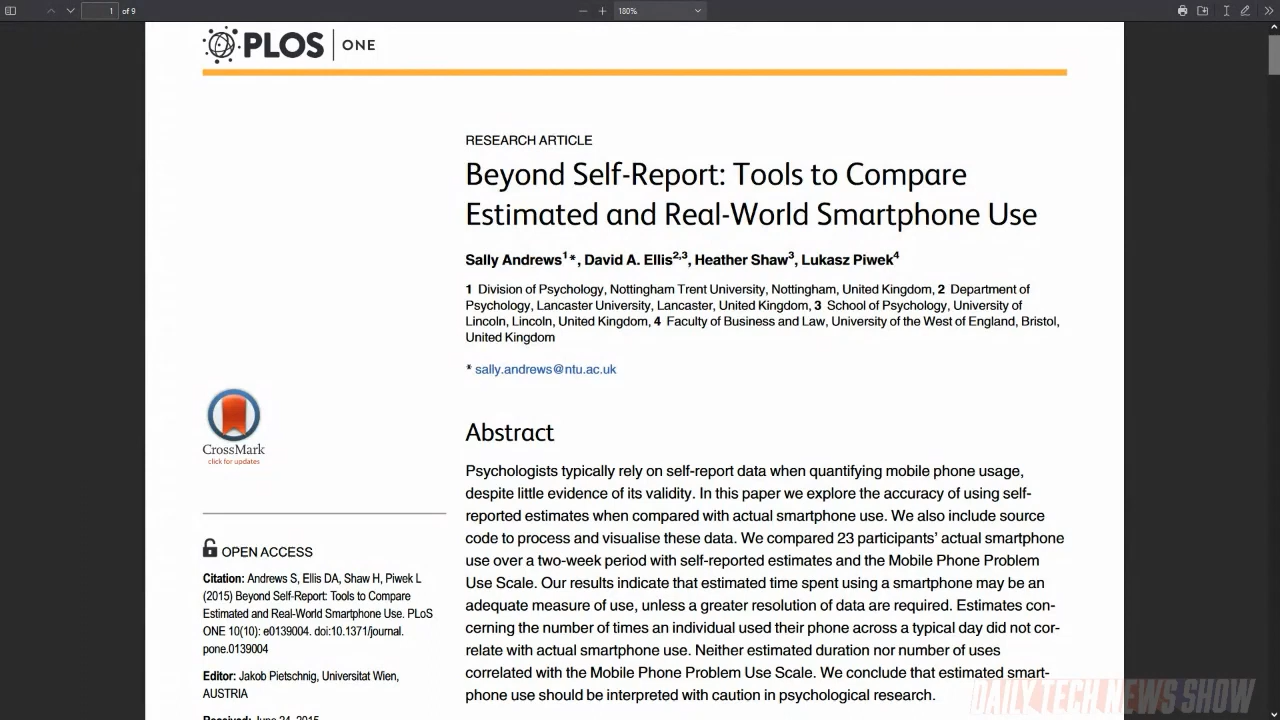 1 of 9
180%
PLOS ONE
RESEARCH ARTICLE
Beyond Self-Report: Tools to Compare
Estimated and Real-World Smartphone Use
Sally Andrews1*, David A. Ellis2,3, Heather Shaw3, Lukasz Piwek4
1 Division of Psychology, Nottingham Trent University, Nottingham, United Kingdom, 2 Department of
Psychology, Lancaster University, Lancaster, United Kingdom, 3 School of Psychology, University of
Lincoln, Lincoln, United Kingdom, 4 Faculty of Business and Law, University of the West of England, Bristol,
United Kingdom
* sally.andrews@ntu.ac.uk
CrossMark
click for updates
Abstract
Psychologists typically rely on self-report data when quantifying mobile phone usage,
despite little evidence of its validity. In this paper we explore the accuracy of using self-
reported estimates when compared with actual smartphone use. We also include source
code to process and visualise these data. We compared 23 participants' actual smartphone
use over a two-week period with self-reported estimates and the Mobile Phone Problem
Use Scale. Our results indicate that estimated time spent using a smartphone may be an
adequate measure of use, unless a greater resolution of data are required. Estimates con-
cerning the number of times an individual used their phone across a typical day did not cor-
relate with actual smartphone use. Neither estimated duration nor number of uses
correlated with the Mobile Phone Problem Use Scale. We conclude that estimated smart-
phone use should be interpreted with caution in psychological research.
OPEN ACCESS
Citation: Andrews S, Ellis DA, Shaw H, Piwek L
(2015) Beyond Self-Report: Tools to Compare
Estimated and Real-World Smartphone Use. PLoS
ONE 10(10): e0139004. doi:10.1371/journal.
pone.0139004
Editor: Jakob Pietschnig, Universitat Wien,
AUSTRIA
Received: June 24, 2015
DAILY TECH NEWS SHOW